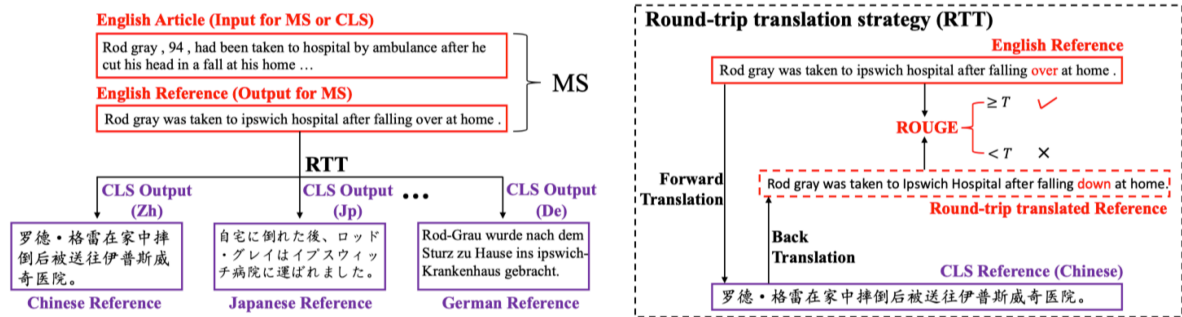 English Article (Input for MS or CLS)
Rod gray , 94 , had been taken to hospital by ambulance after he
cut his head in a fall at his home …
English Reference (Output for MS)
Rod gray was taken to ipswich hospital after falling over at home .
MS
RTT
CLS Output
(Zh)
CLS Output
(Jp)
•••
CLS Output
(De)
罗德・格雷在家中摔
倒后被送往伊普斯威
奇医院。
自宅に倒れた後、ロッド
・グレイはイプスウィッ
チ病院に運ばれました。
Rod-Grau wurde nach dem
Sturz zu Hause ins ipswich-
Krankenhaus gebracht.
Chinese Reference
Japanese Reference
German Reference
Round-trip translation strategy (RTT)
English Reference
Rod gray was taken to ipswich hospital after falling over at home .
ROUGE
≥ T ✓
< T ×
Forward
Translation
Rod gray was taken to Ipswich Hospital after falling down at home.
Round-trip translated Reference
Back
Translation
CLS Reference (Chinese)
罗德・格雷在家中摔倒后被送往伊普斯威奇医院。